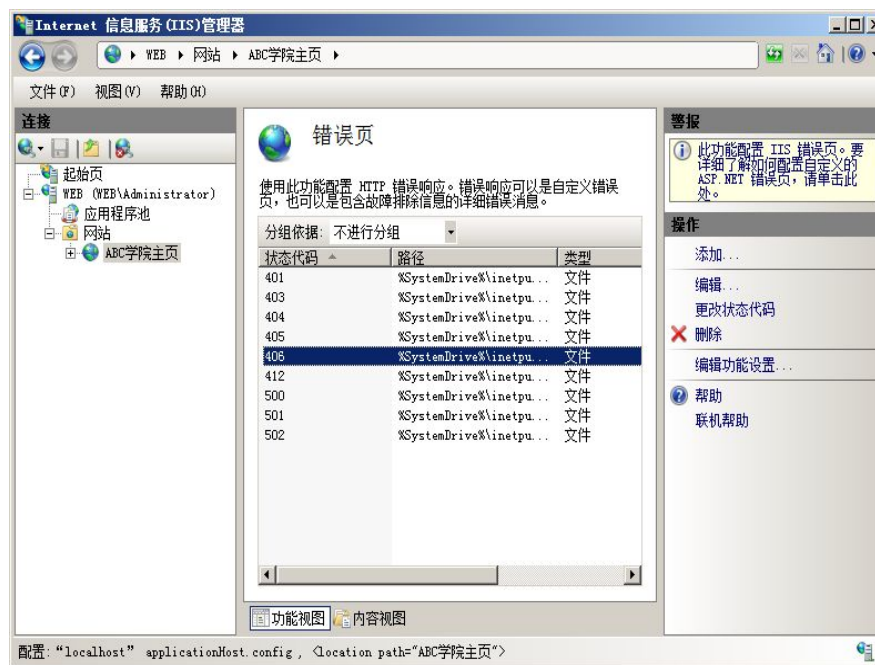 Internet 信息服务(IIS)管理器
WEB 网站 ABC学院主页
文件(F) 视图(V) 帮助(H)
连接
起始页
WEB (WEB\Administrator)
应用程序池
网站
ABC学院主页
错误页
使用此功能配置 HTTP 错误响应。错误响应可以是自定义错误
页，也可以是包含故障排除信息的详细错误消息。
分组依据: 不进行分组
状态代码 路径 类型
401 %SystemDrive%\inetpu... 文件
403 %SystemDrive%\inetpu... 文件
404 %SystemDrive%\inetpu... 文件
405 %SystemDrive%\inetpu... 文件
406 %SystemDrive%\inetpu... 文件
412 %SystemDrive%\inetpu... 文件
500 %SystemDrive%\inetpu... 文件
501 %SystemDrive%\inetpu... 文件
502 %SystemDrive%\inetpu... 文件
功能视图 内容视图
警报
此功能配置 IIS 错误页。要
详细了解如何配置自定义的
ASP.NET 错误页，请单击此
处。
操作
添加...
编辑...
更改状态代码
删除
编辑功能设置...
帮助
联机帮助
配置:“localhost” applicationHost.config , <location path="ABC学院主页">